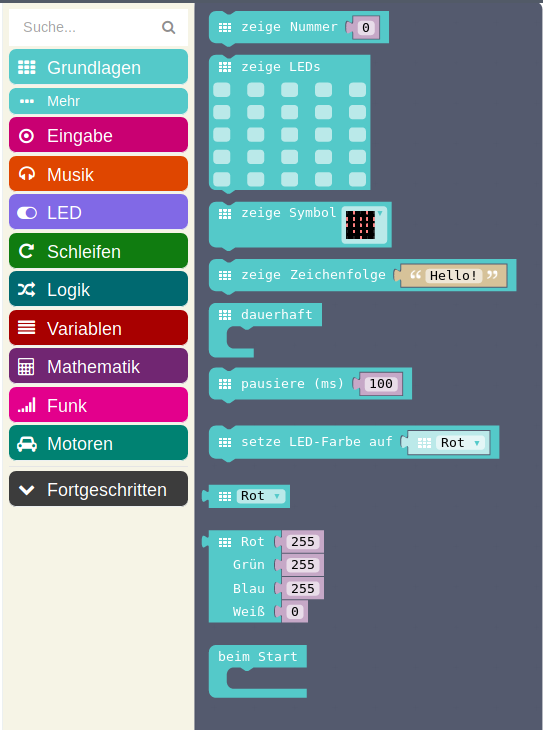 Suche...
Grundlagen
Mehr
Eingabe
Musik
LED
Schleifen
Logik
Variablen
Mathematik
Funk
Motoren
Fortgeschritten
zeige Nummer 0
zeige LEDs
zeige Symbol
zeige Zeichenfolge “ Hello! ”
dauerhaft
pausiere (ms) 100
setze LED-Farbe auf Rot
Rot
Rot 255
Grün 255
Blau 255
Weiß 0
beim Start